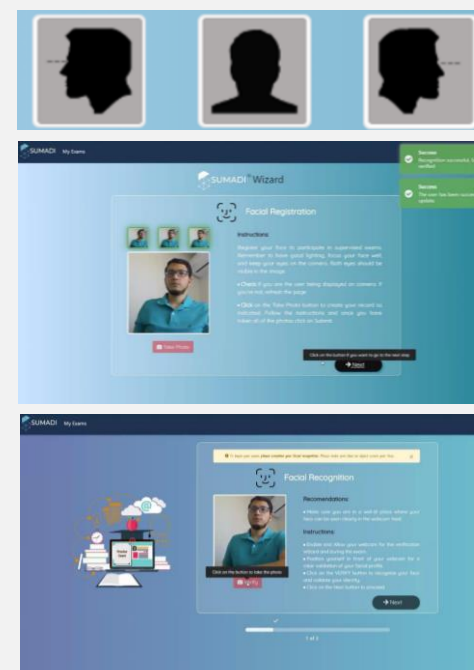 SUMADI My Exams
Success
Recognition successful,
verified
SUMADI Wizard
Success
The user has been
update
Facial Registration
Instructions:
Register your face to participate in supervised exams.
Remember to have good lighting, focus your face well,
and keep your eyes on the camera. Both eyes should be
visible in the image.
• Check if you are the user being displayed on camera. If
you're not, refresh the page.
• Click on the Take Photo button to create your record as
indicated. Follow the instructions and once you have
taken all of the photos click on Submit.
Take Photo
Click on the button if you want to go to the next step.
Next
SUMADI My Exams
Facial Recognition
Recomendations:
• Make sure you are in a well-lit place where your
face can be seen clearly in the webcam feed.
Instructions:
• Enable and allow your webcam for the verification
wizard and during the exam.
• Position yourself in front of your webcam for a
clear validation of your facial profile.
• Click on the VERIFY button to recognize your face
and validate your identity.
• Click on the Next button to proceed.
Click on the button to take the photo
Verify
Next
1 of 3